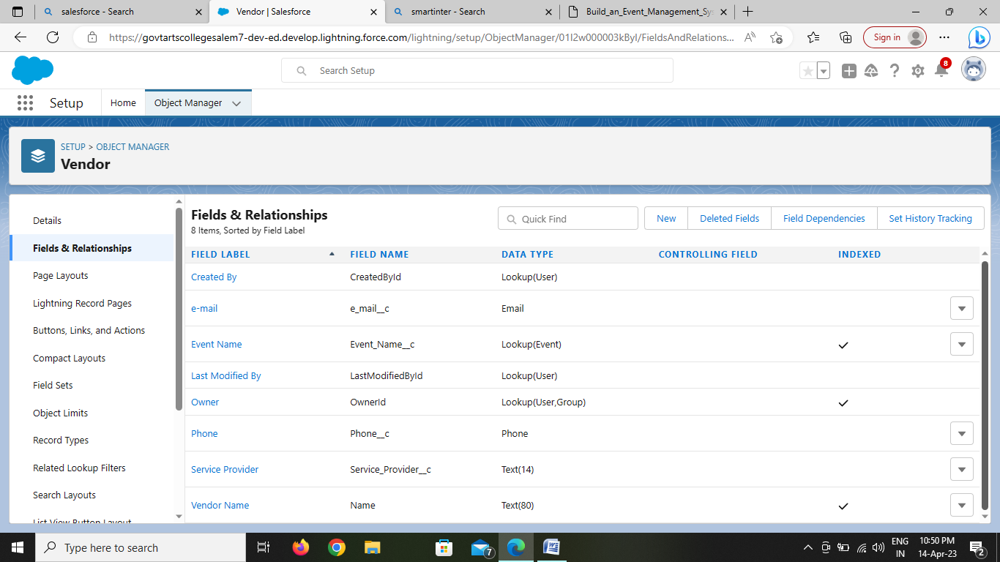 salesforce - Search
Vendor | Salesforce
smartinter - Search
Build_an_Event_Management_Sy
https://govtartscollegesalem7-dev-ed.develop.lightning.force.com/lightning/setup/ObjectManager/01I2w000003kByI/FieldsAndRelations...
Sign in
Search Setup
8
Setup
Home
Object Manager
SETUP > OBJECT MANAGER
Vendor
Details
Fields & Relationships
Page Layouts
Lightning Record Pages
Buttons, Links, and Actions
Compact Layouts
Field Sets
Object Limits
Record Types
Related Lookup Filters
Search Layouts
List View Button Layout
Fields & Relationships
8 Items, Sorted by Field Label
Quick Find
New
Deleted Fields
Field Dependencies
Set History Tracking
FIELD LABEL FIELD NAME DATA TYPE CONTROLLING FIELD INDEXED
Created By CreatedById Lookup(User)
e-mail e_mail__c Email
Event Name Event_Name__c Lookup(Event)
Last Modified By LastModifiedById Lookup(User)
Owner OwnerId Lookup(User,Group)
Phone Phone__c Phone
Service Provider Service_Provider__c Text(14)
Vendor Name Name Text(80)
Type here to search
7
ENG
IN
10:50 PM
14-Apr-23
2